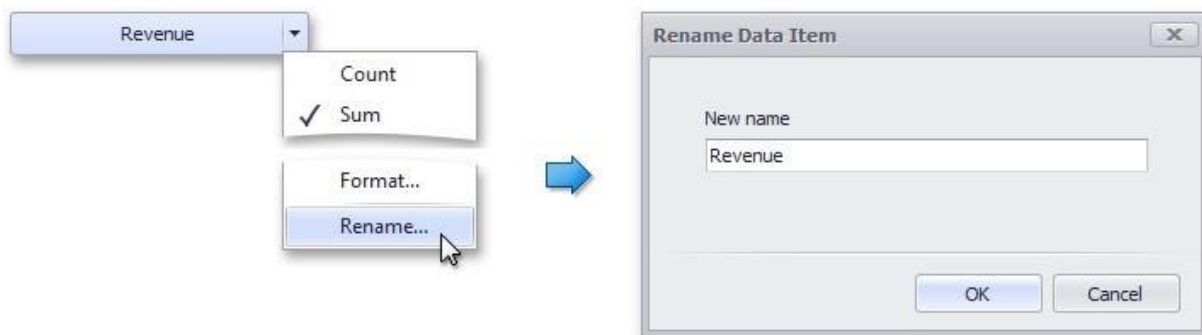 Revenue
Count
Sum
Format...
Rename...
Rename Data Item
New name
Revenue
OK
Cancel